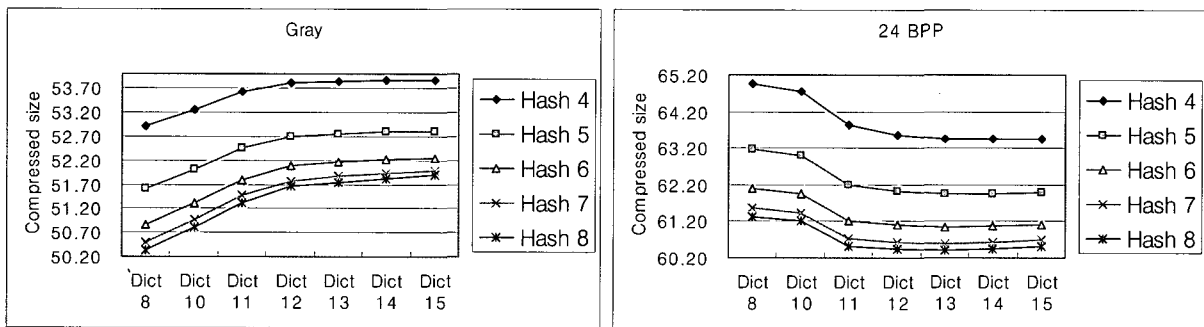 Gray
Compressed size
53.70
53.20
52.70
52.20
51.70
51.20
50.70
50.20
Dict Dict Dict Dict Dict Dict Dict
8 10 11 12 13 14 15
Hash 4
Hash 5
Hash 6
Hash 7
Hash 8
24 BPP
Compressed size
65.20
64.20
63.20
62.20
61.20
60.20
Dict Dict Dict Dict Dict Dict Dict
8 10 11 12 13 14 15
Hash 4
Hash 5
Hash 6
Hash 7
Hash 8